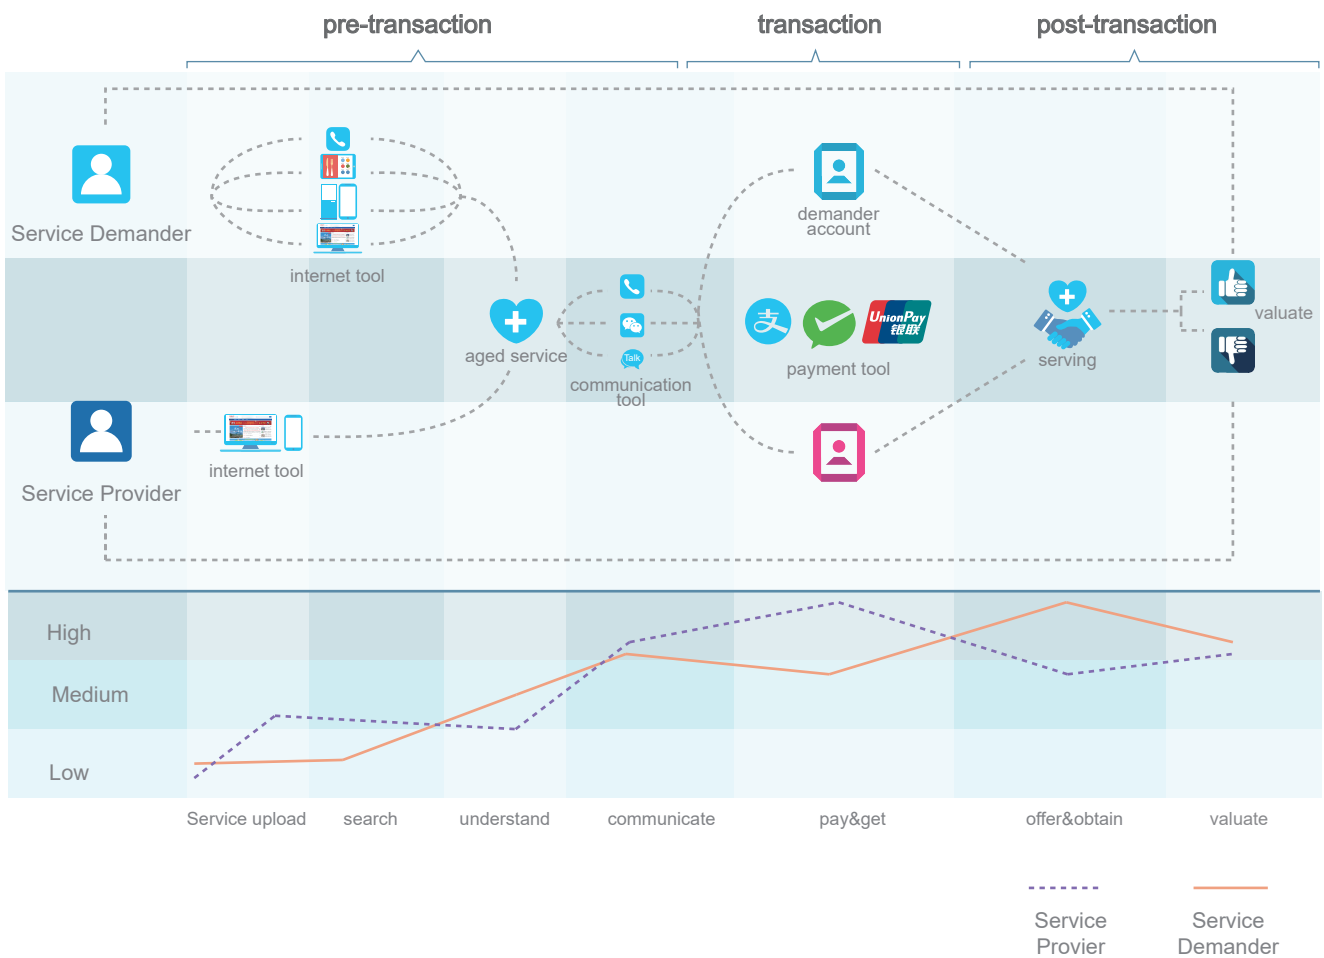 pre-transaction
transaction
post-transaction
Service Demander
internet tool
demander
account
aged service
Talk
communication
tool
UnionPay
银联
payment tool
serving
valuate
internet tool
Service Provider
High
Medium
Low
Service upload
search
understand
communicate
pay&get
offer&obtain
valuate
Service
Provier
Service
Demander